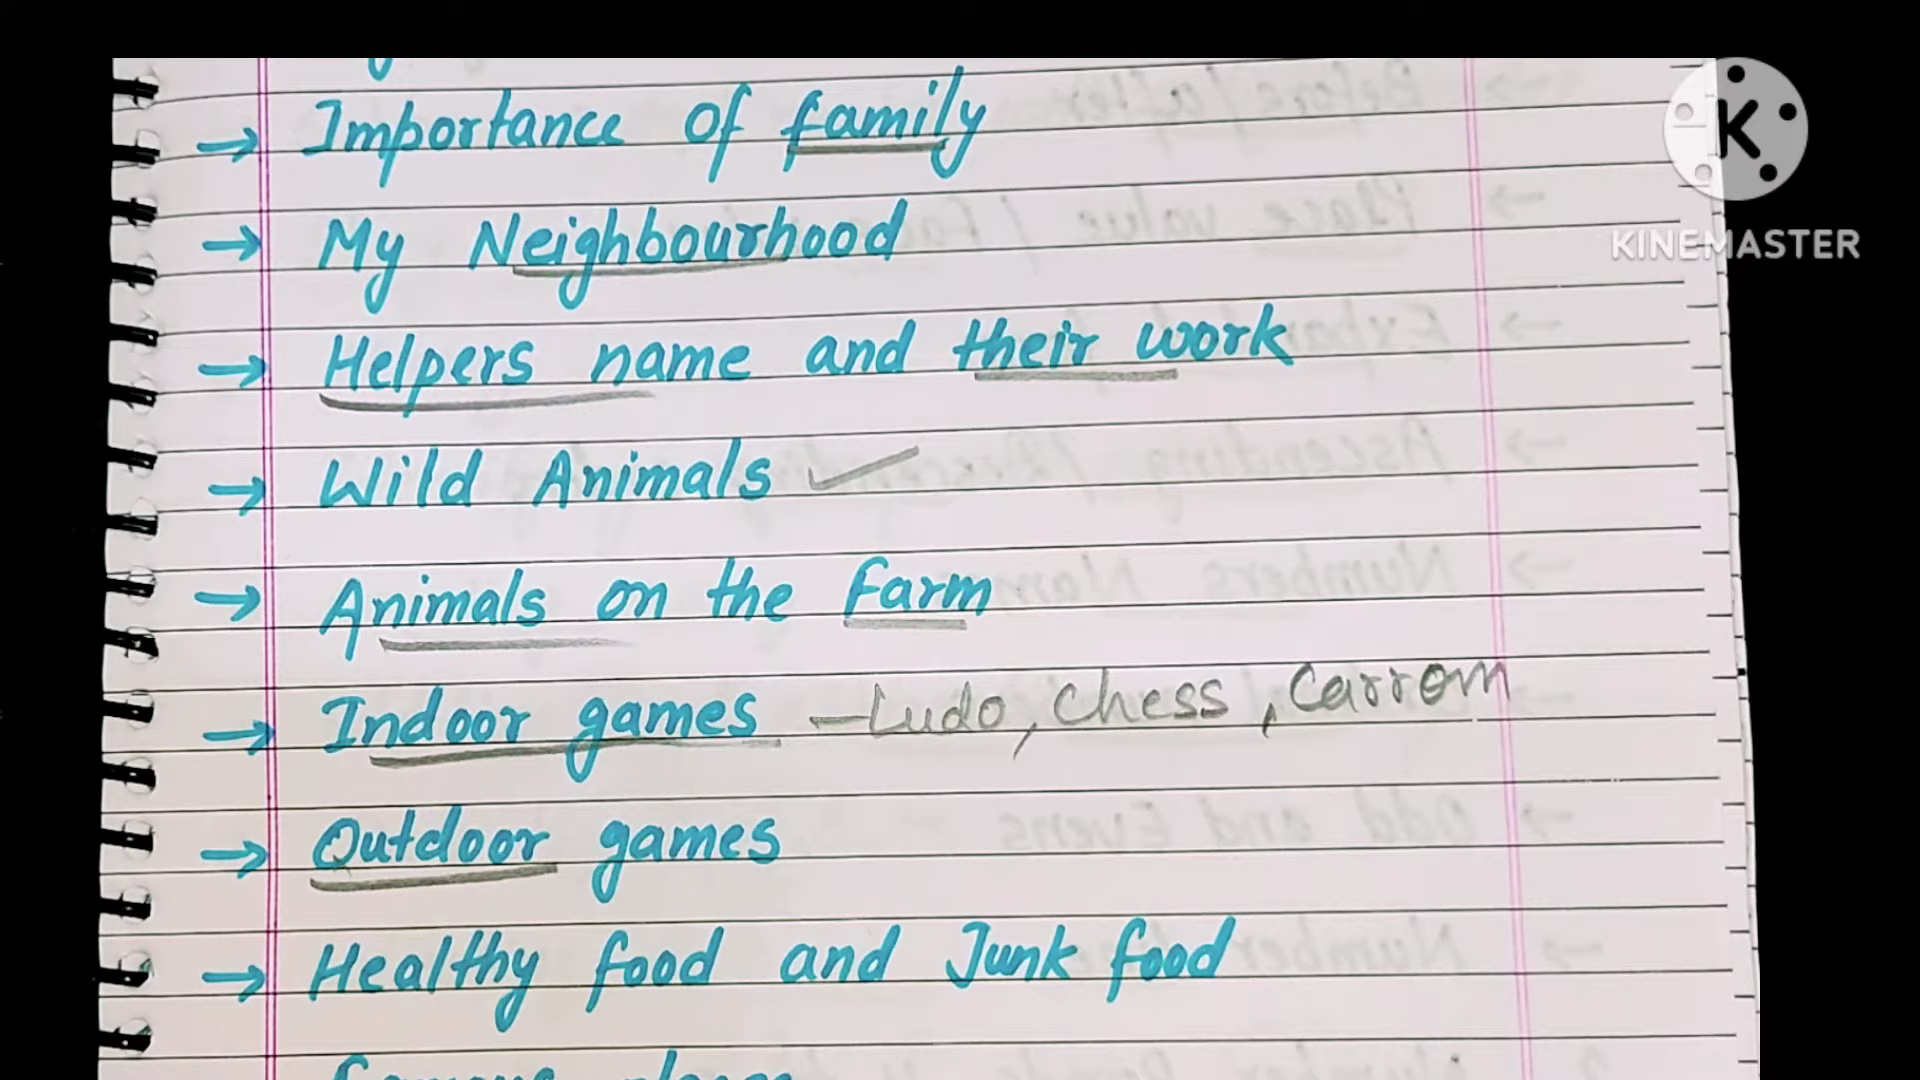 → Importance of family
→ My Neighbourhood
→ Helpers name and their work
→ Wild Animals ✓
→ Animals on the farm
→ Indoor games – Ludo, Chess, Carrom
→ Outdoor games
→ Healthy food and Junk food
KINEMASTER